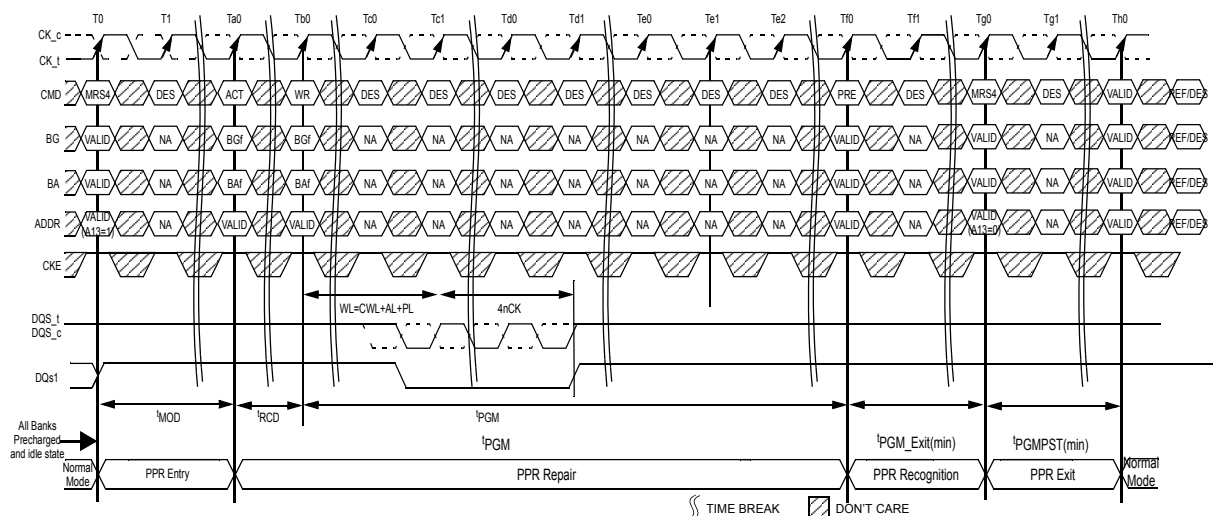 T0 T1 Ta0 Tb0 Tc0 Tc1 Td0 Td1 Te0 Te1 Te2 Tf0 Tf1 Tg0 Tg1 Th0
CK_c
CK_t
CMD MRS4 DES ACT WR DES DES DES DES DES DES DES PRE DES MRS4 DES VALID REF/DES
BG VALID NA BGf BGf NA NA NA NA NA NA NA VALID NA VALID NA VALID REF/DES
BA VALID NA BAf BAf NA NA NA NA NA NA NA VALID NA VALID NA VALID REF/DES
ADDR VALID (A13=1) NA VALID VALID NA NA NA NA NA NA NA VALID NA VALID (A13=0) NA VALID REF/DES
CKE
WL=CWL+AL+PL 4nCK
DQS_t
DQS_c
DQs1
tMOD tRCD tPGM
All Banks
Precharged
and idle state
tPGM tPGM_Exit(min) tPGMPST(min)
Normal Mode PPR Entry PPR Repair PPR Recognition PPR Exit Normal Mode
TIME BREAK DON'T CARE